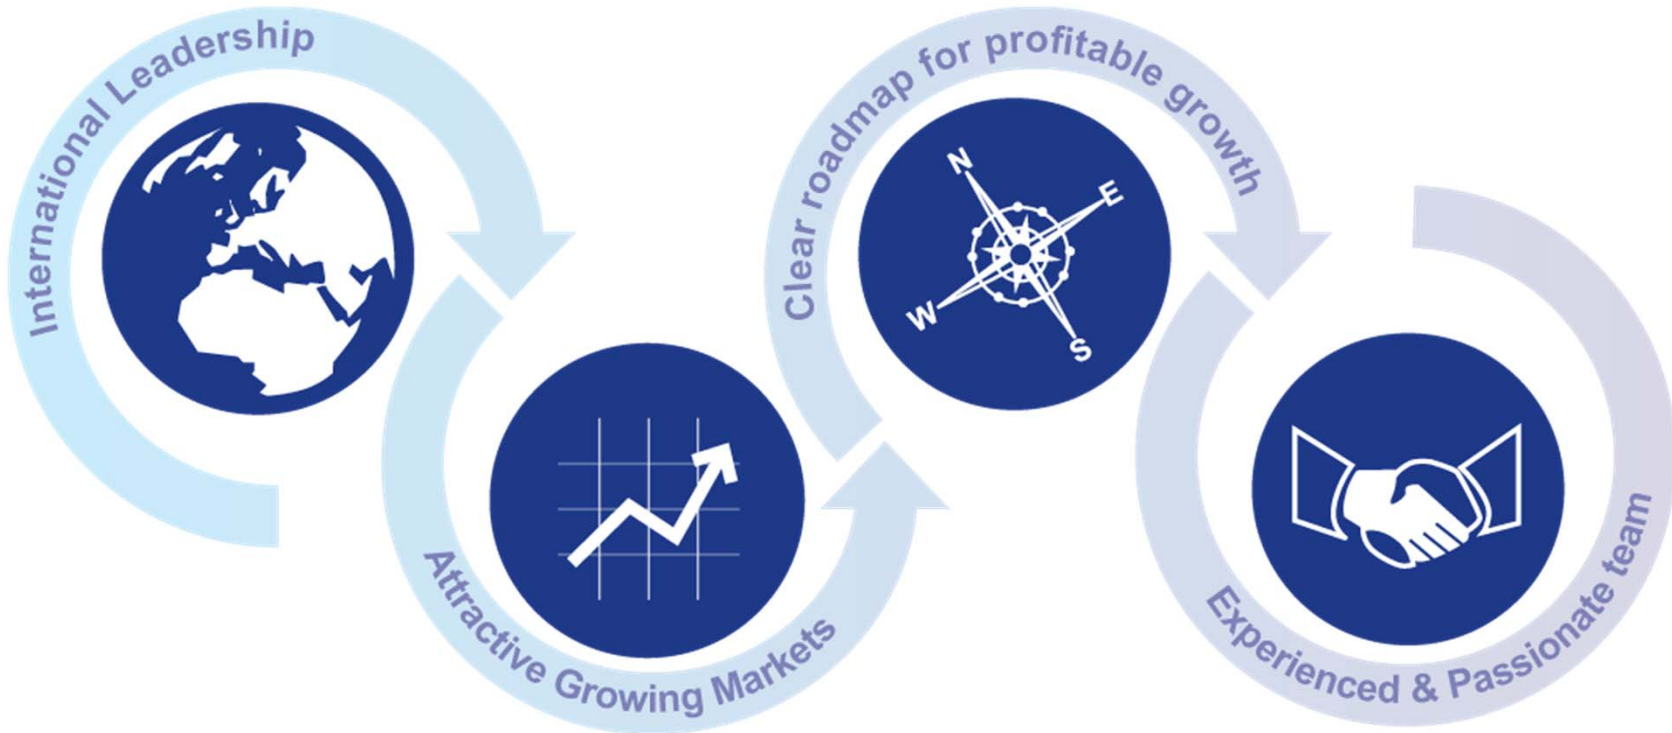 International Leadership
Attractive Growing Markets
Clear roadmap for profitable growth
N
E
W
S
Experienced & Passionate team